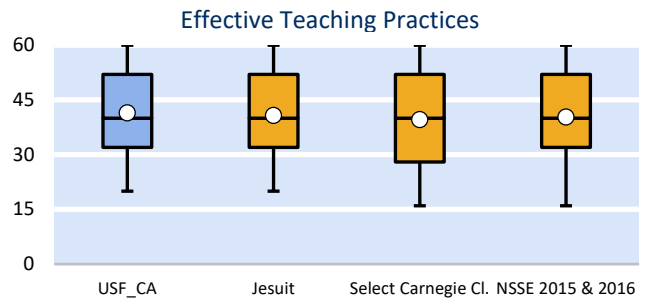 Effective Teaching Practices
60
45
30
15
0
USF_CA Jesuit Select Carnegie Cl. NSSE 2015 & 2016